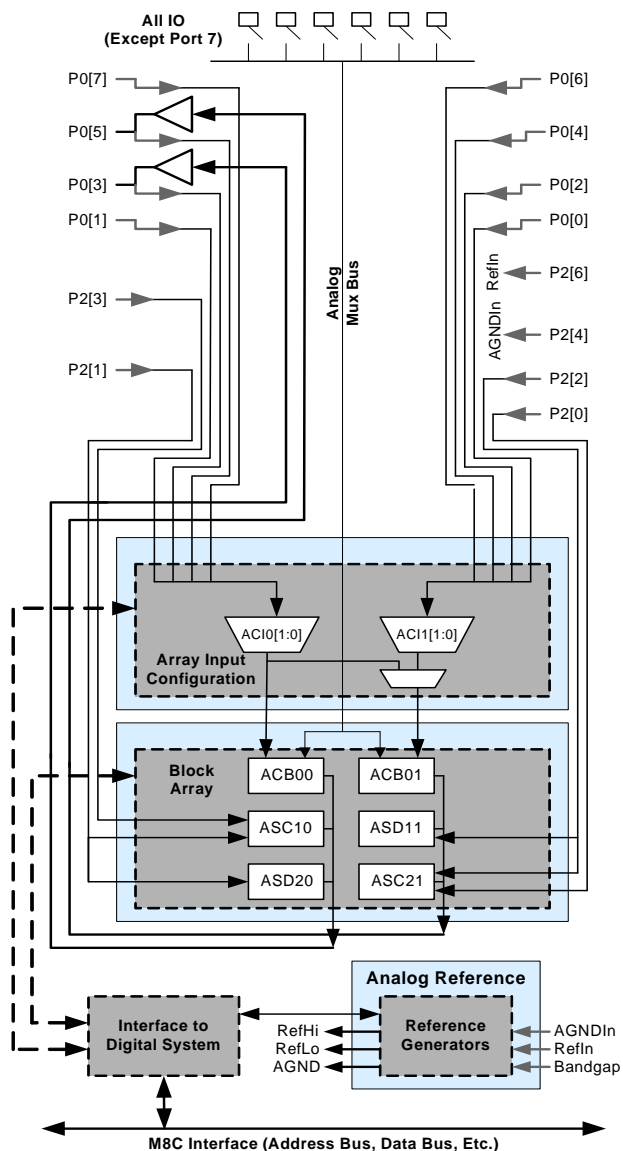 All IO
(Except Port 7)
P0[7]
P0[5]
P0[3]
P0[1]
P2[3]
P2[1]
P0[6]
P0[4]
P0[2]
P0[0]
P2[6]
P2[4]
P2[2]
P2[0]
AGNDIn RefIn
Analog
Mux Bus
ACI0[1:0]
ACI1[1:0]
Array Input
Configuration
Block
Array
ACB00
ACB01
ASC10
ASD11
ASD20
ASC21
Analog Reference
Interface to
Digital System
RefHi
RefLo
AGND
Reference
Generators
AGNDIn
RefIn
Bandgap
M8C Interface (Address Bus, Data Bus, Etc.)